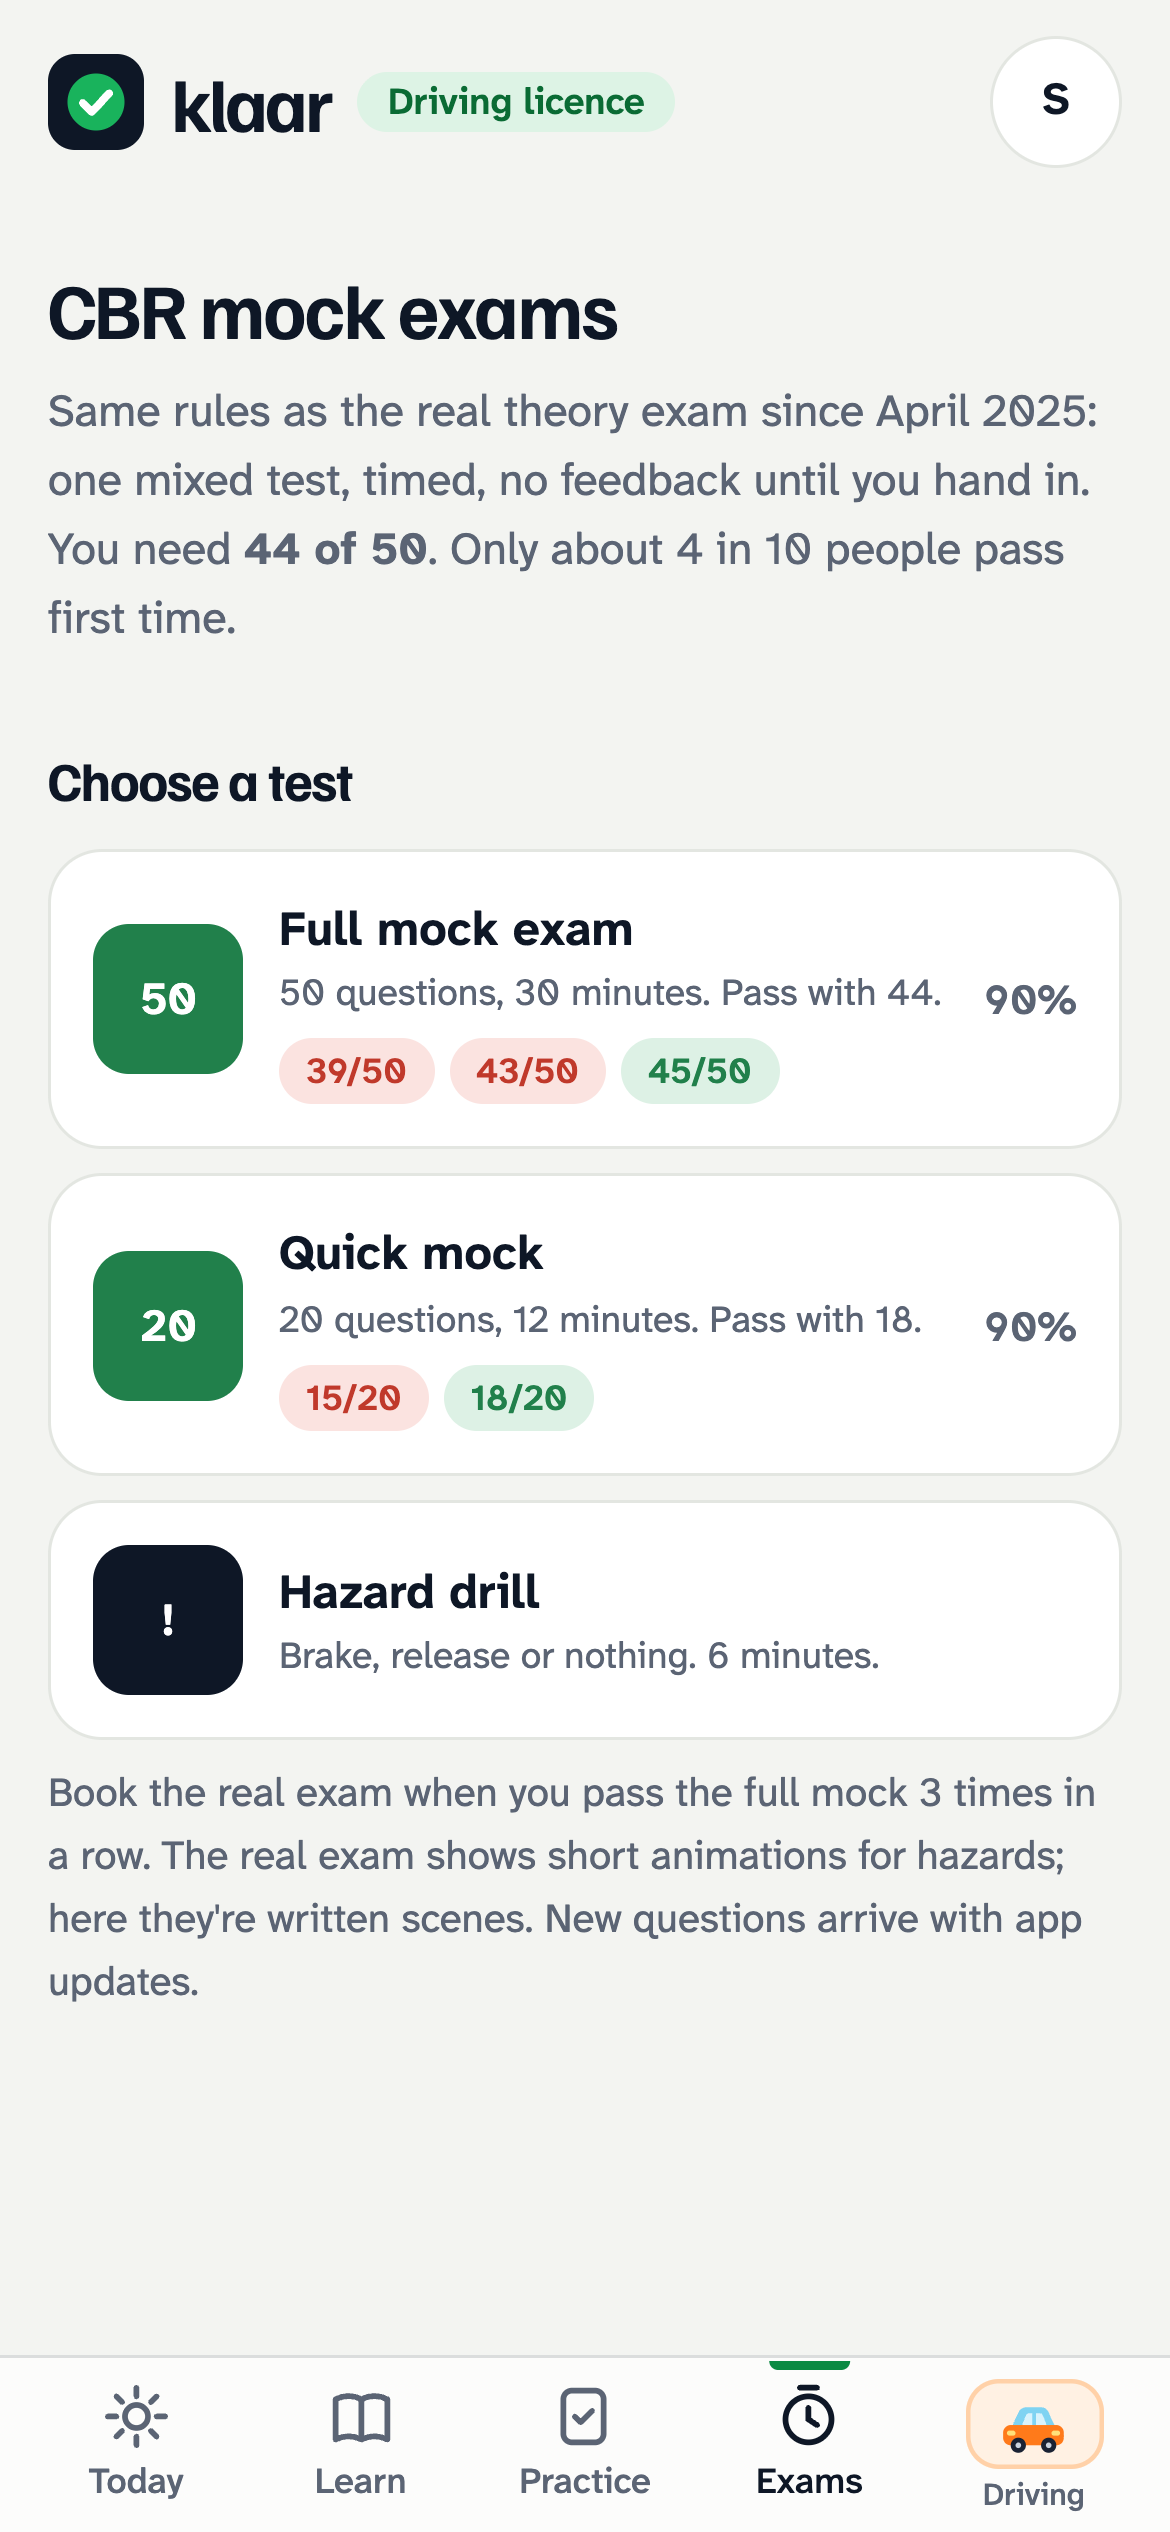 klaar
Driving licence
S
CBR mock exams
Same rules as the real theory exam since April 2025:
one mixed test, timed, no feedback until you hand in.
You need 44 of 50. Only about 4 in 10 people pass
first time.
Choose a test
50
Full mock exam
50 questions, 30 minutes. Pass with 44.
39/50 43/50 45/50
90%
20
Quick mock
20 questions, 12 minutes. Pass with 18.
15/20 18/20
90%
!
Hazard drill
Brake, release or nothing. 6 minutes.
Book the real exam when you pass the full mock 3 times in
a row. The real exam shows short animations for hazards;
here they're written scenes. New questions arrive with app
updates.
Today Learn Practice Exams Driving